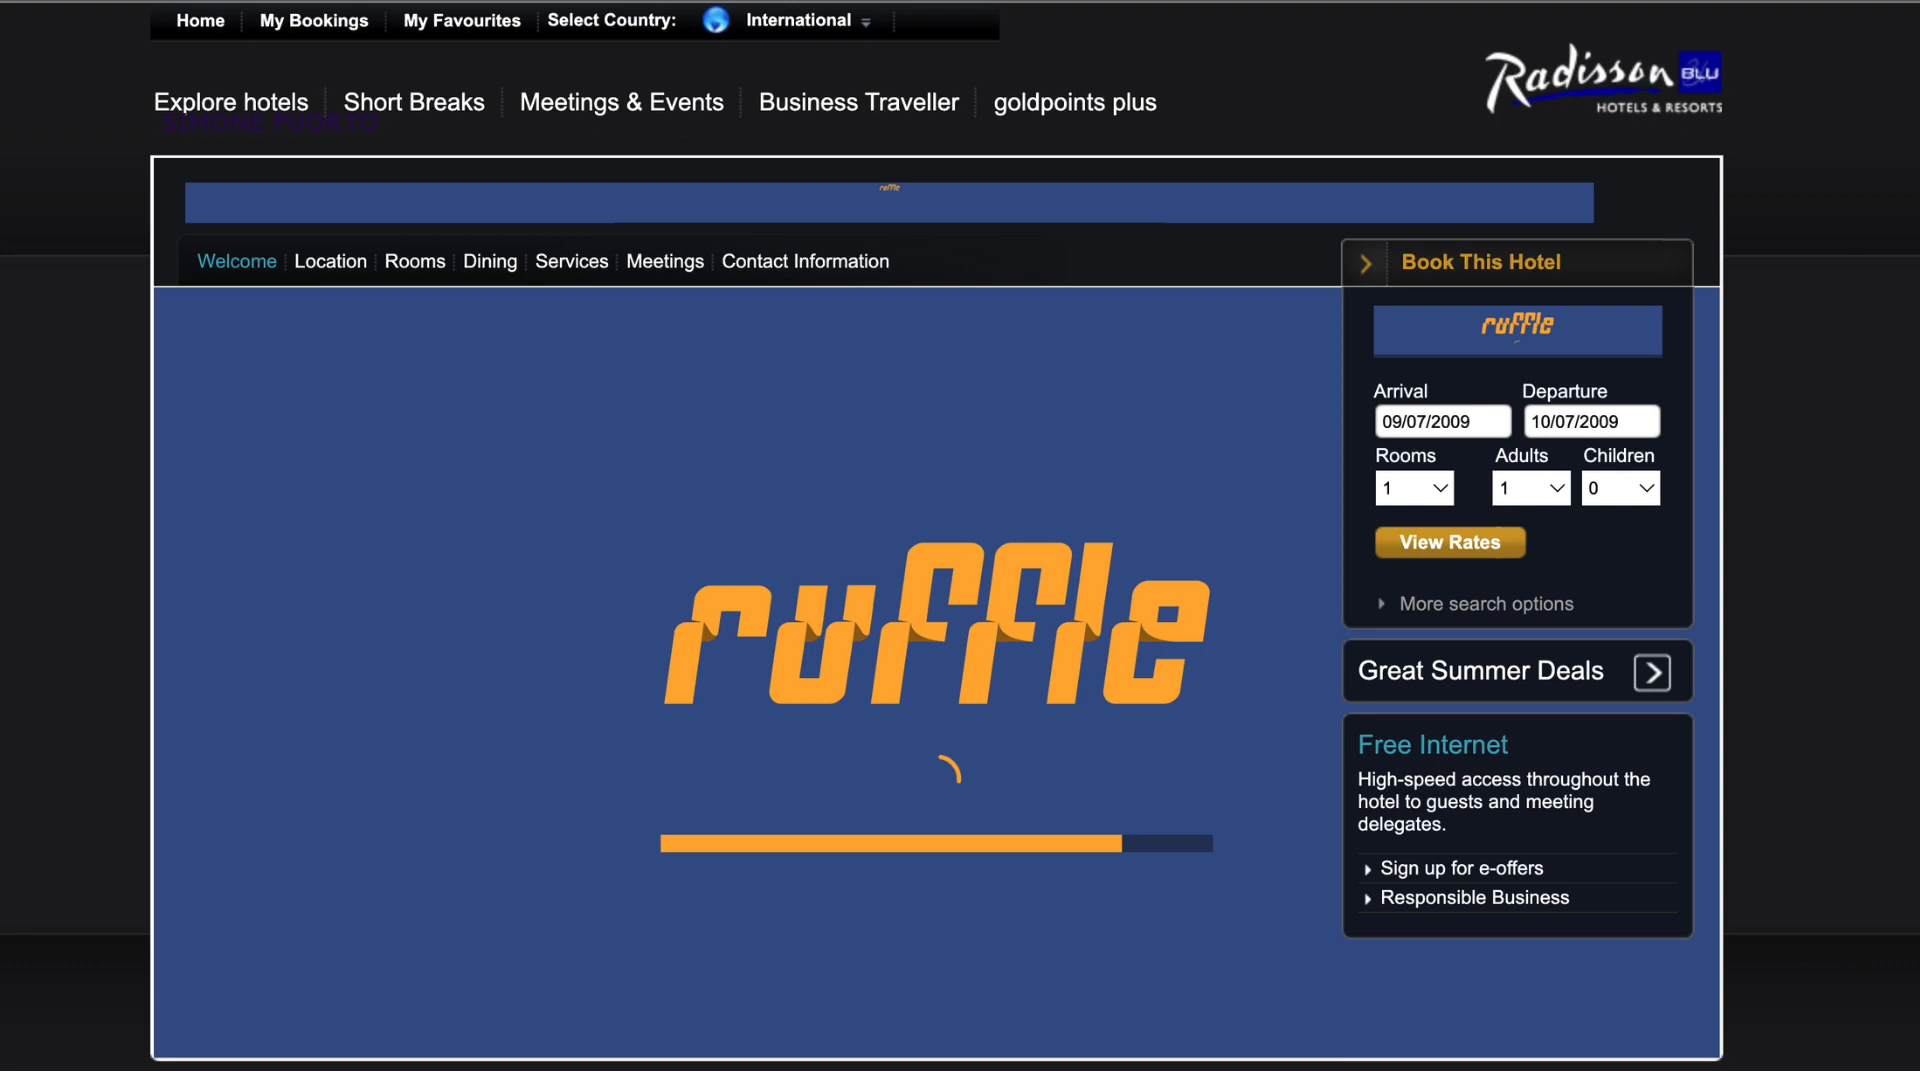 Home My Bookings My Favourites Select Country: International
Radisson BLU
HOTELS & RESORTS
Explore hotels Short Breaks Meetings & Events Business Traveller goldpoints plus
SIMONE PUORTO
ruffle
Welcome Location Rooms Dining Services Meetings Contact Information
Book This Hotel
ruffle
Arrival Departure
09/07/2009 10/07/2009
Rooms Adults Children
1 1 0
View Rates
More search options
ruffle
Great Summer Deals
Free Internet
High-speed access throughout the
hotel to guests and meeting
delegates.
Sign up for e-offers
Responsible Business